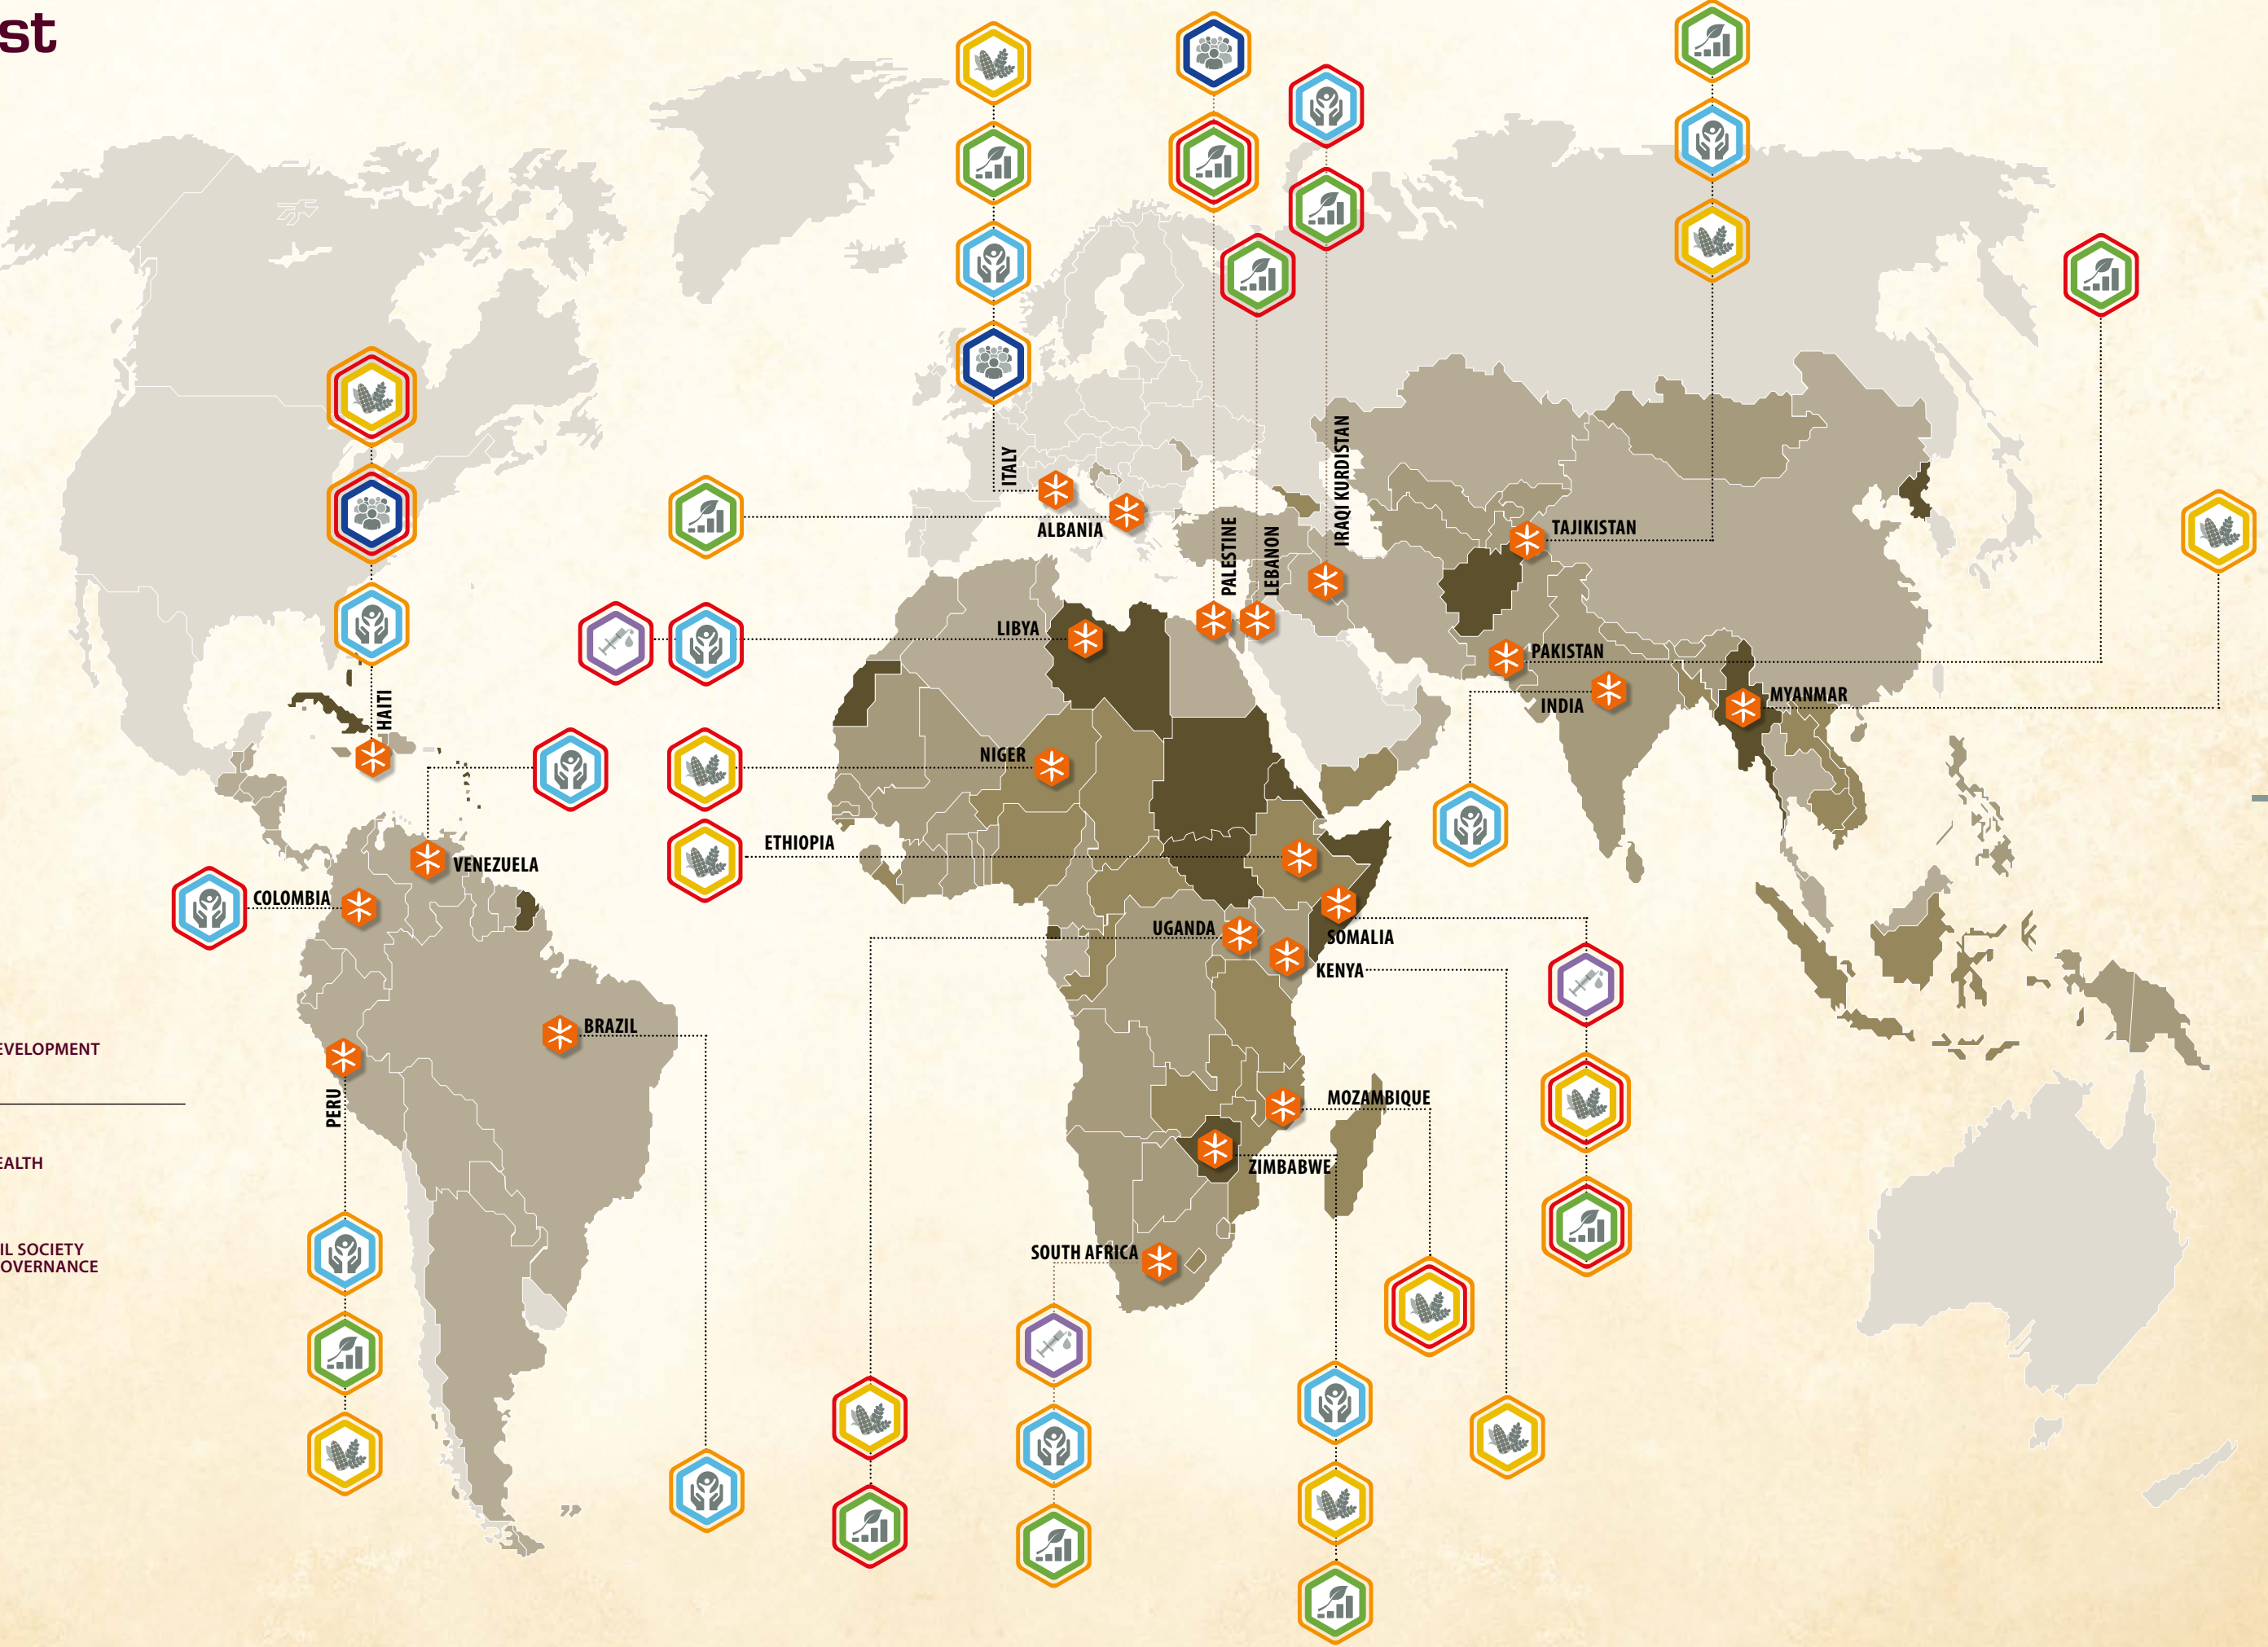 st
ITALY
ALBANIA
PALESTINE
LEBANON
IRAQI KURDISTAN
TAJIKISTAN
LIBYA
PAKISTAN
INDIA
MYANMAR
HAITI
NIGER
ETHIOPIA
VENEZUELA
COLOMBIA
UGANDA
SOMALIA
KENYA
BRAZIL
EVELOPMENT
PERU
MOZAMBIQUE
EALTH
ZIMBABWE
IL SOCIETY
OVERNANCE
SOUTH AFRICA